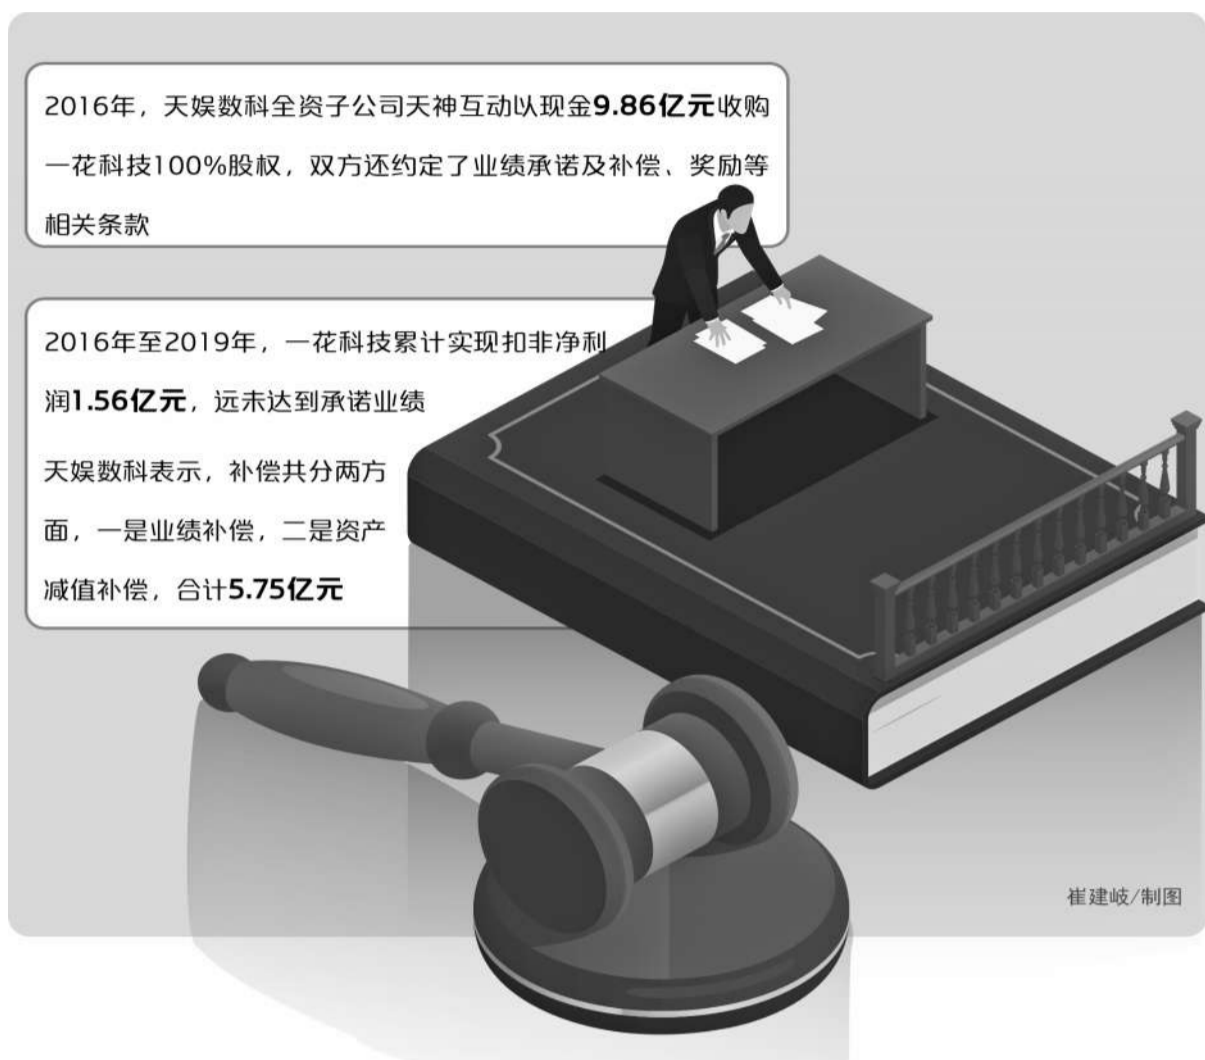 2016年，天娱数科全资子公司天神互动以现金9.86亿元收购
一花科技100%股权，双方还约定了业绩承诺及补偿、奖励等
相关条款
2016年至2019年，一花科技累计实现扣非净利
润1.56亿元，远未达到承诺业绩
天娱数科表示，补偿共分两方
面，一是业绩补偿，二是资产
减值补偿，合计5.75亿元
崔建岐/制图